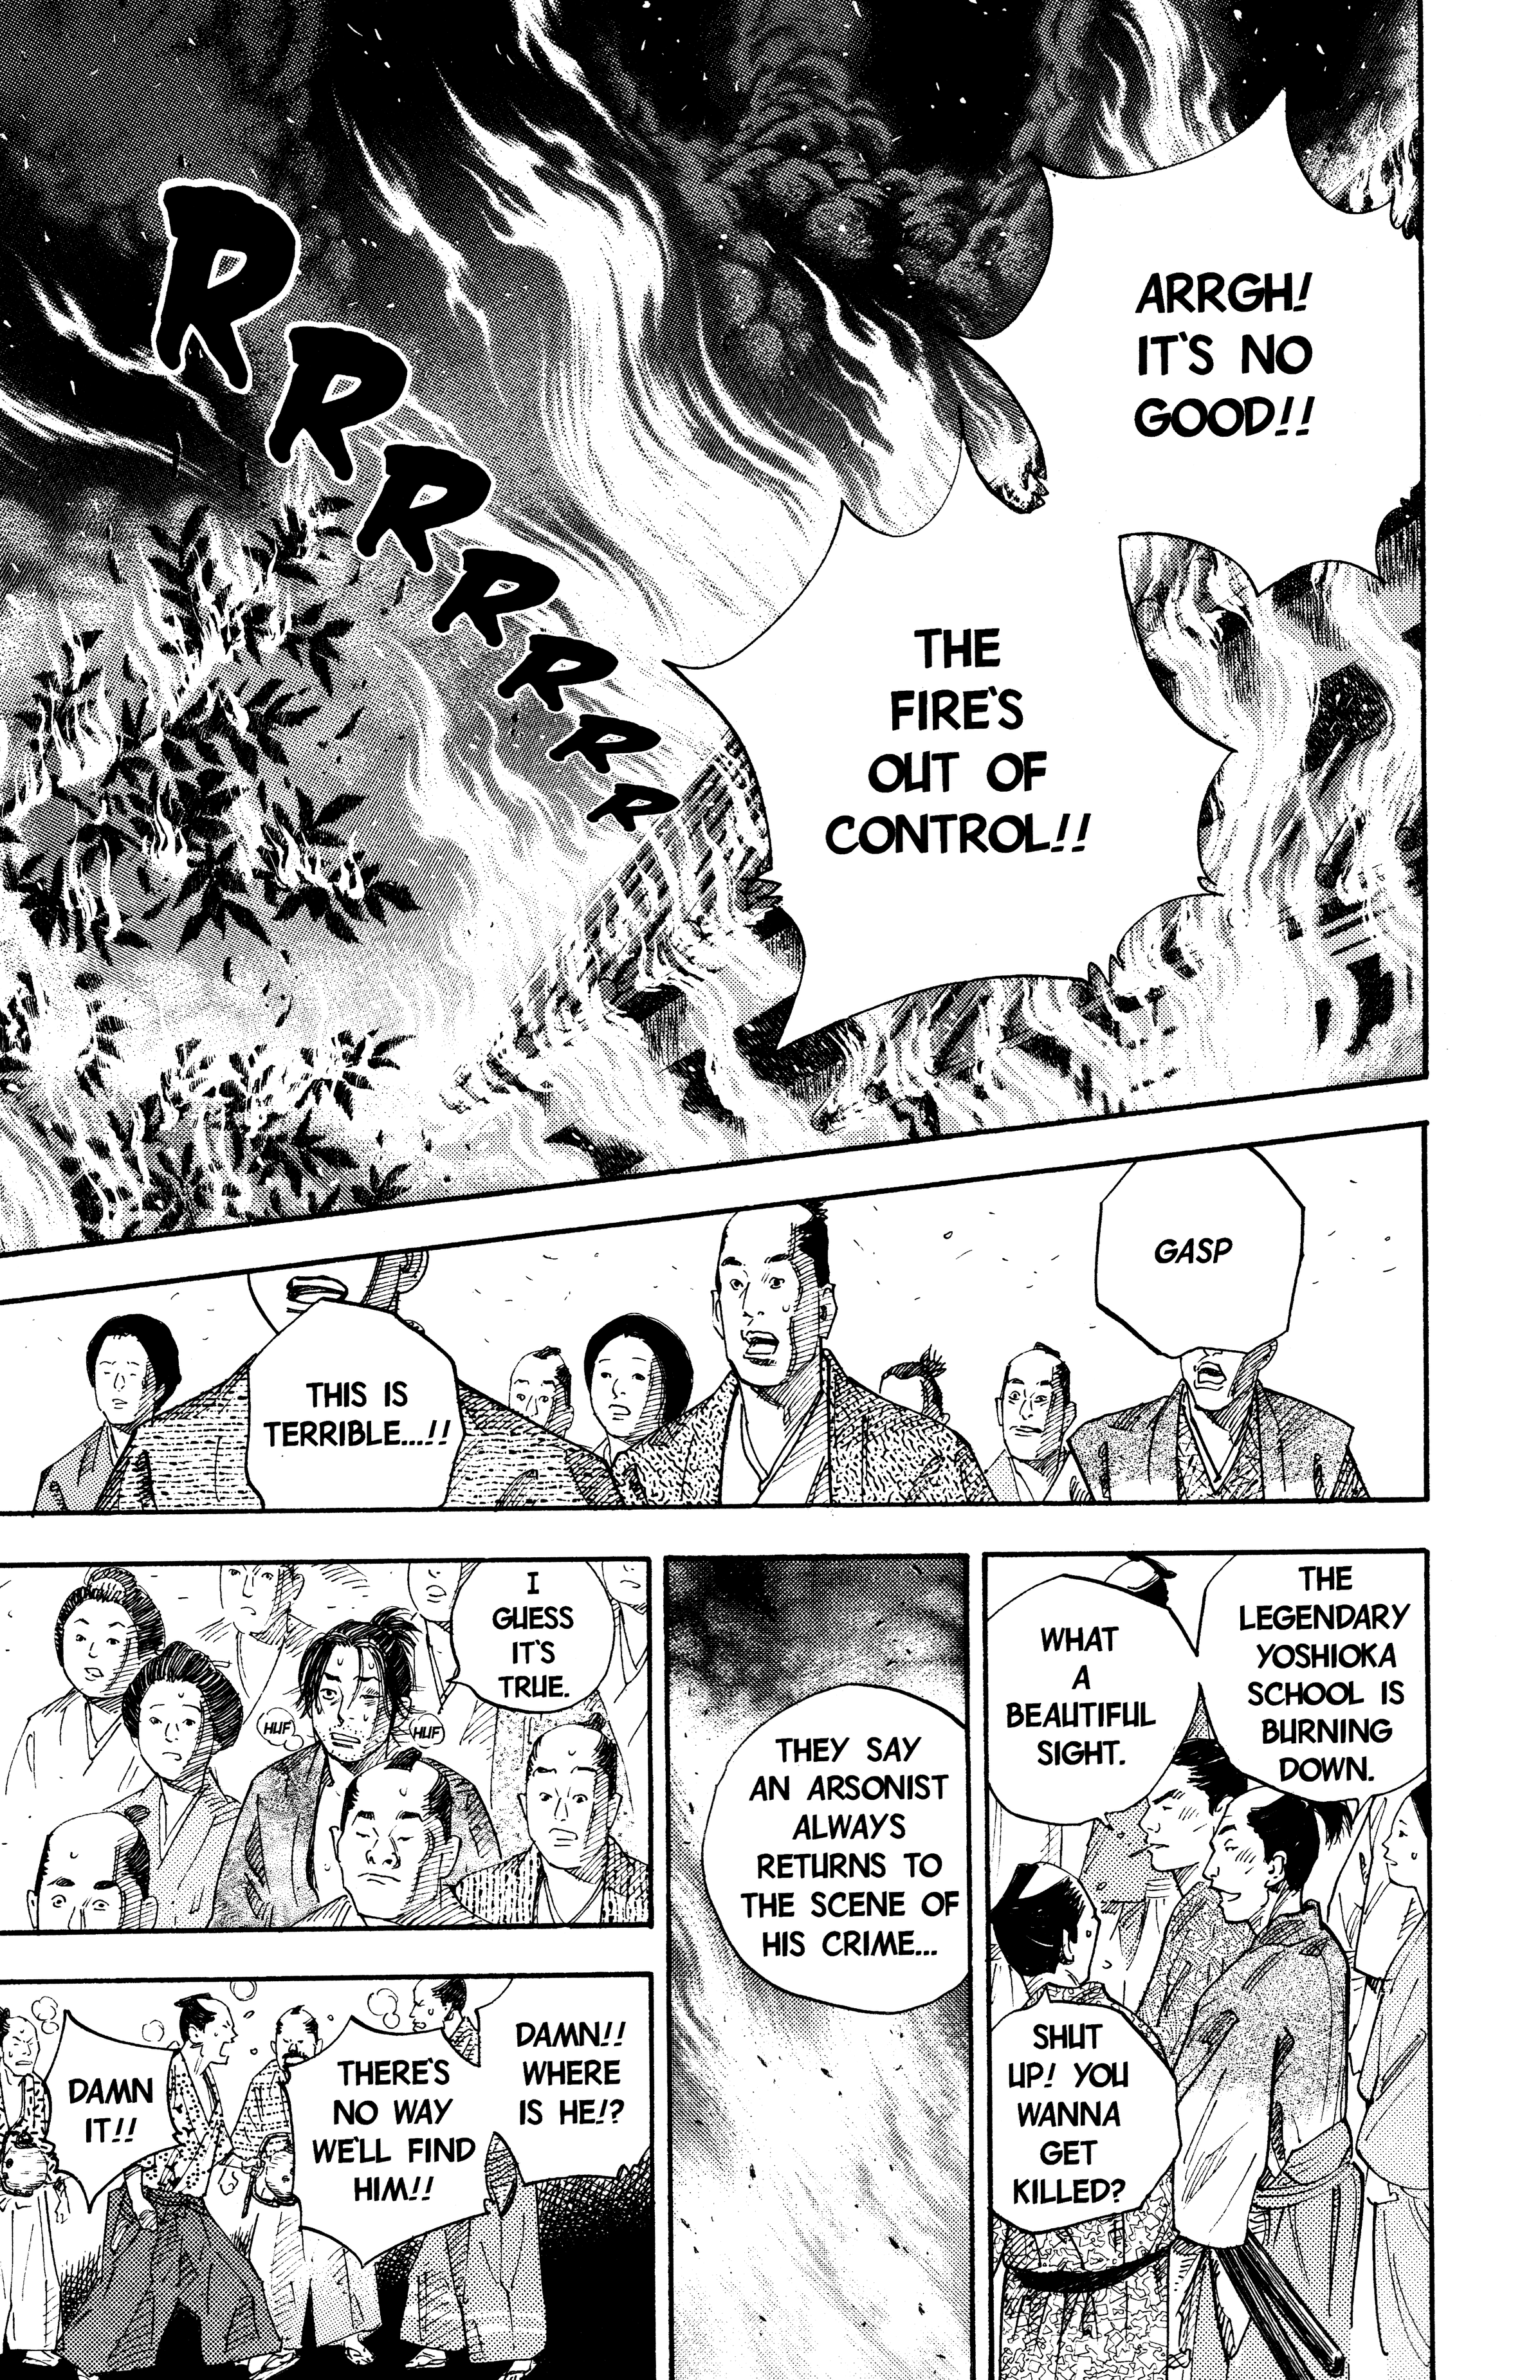 ARRGH!
IT'S NO
GOOD!!
THE
FIRE'S
OUT OF
CONTROL!!
R
R
R
R
R
R
R
GASP
THIS IS
TERRIBLE...!!
THE
LEGENDARY
YOSHIOKA
SCHOOL IS
BURNING
DOWN.
WHAT
A
BEAUTIFUL
SIGHT.
SHUT
UP! YOU
WANNA
GET
KILLED?
THEY SAY
AN ARSONIST
ALWAYS
RETURNS TO
THE SCENE OF
HIS CRIME...
I
GUESS
IT'S
TRUE.
HUF
HUF
DAMN!!
WHERE
IS HE!?
THERE'S
NO WAY
WE'LL FIND
HIM!!
DAMN
IT!!